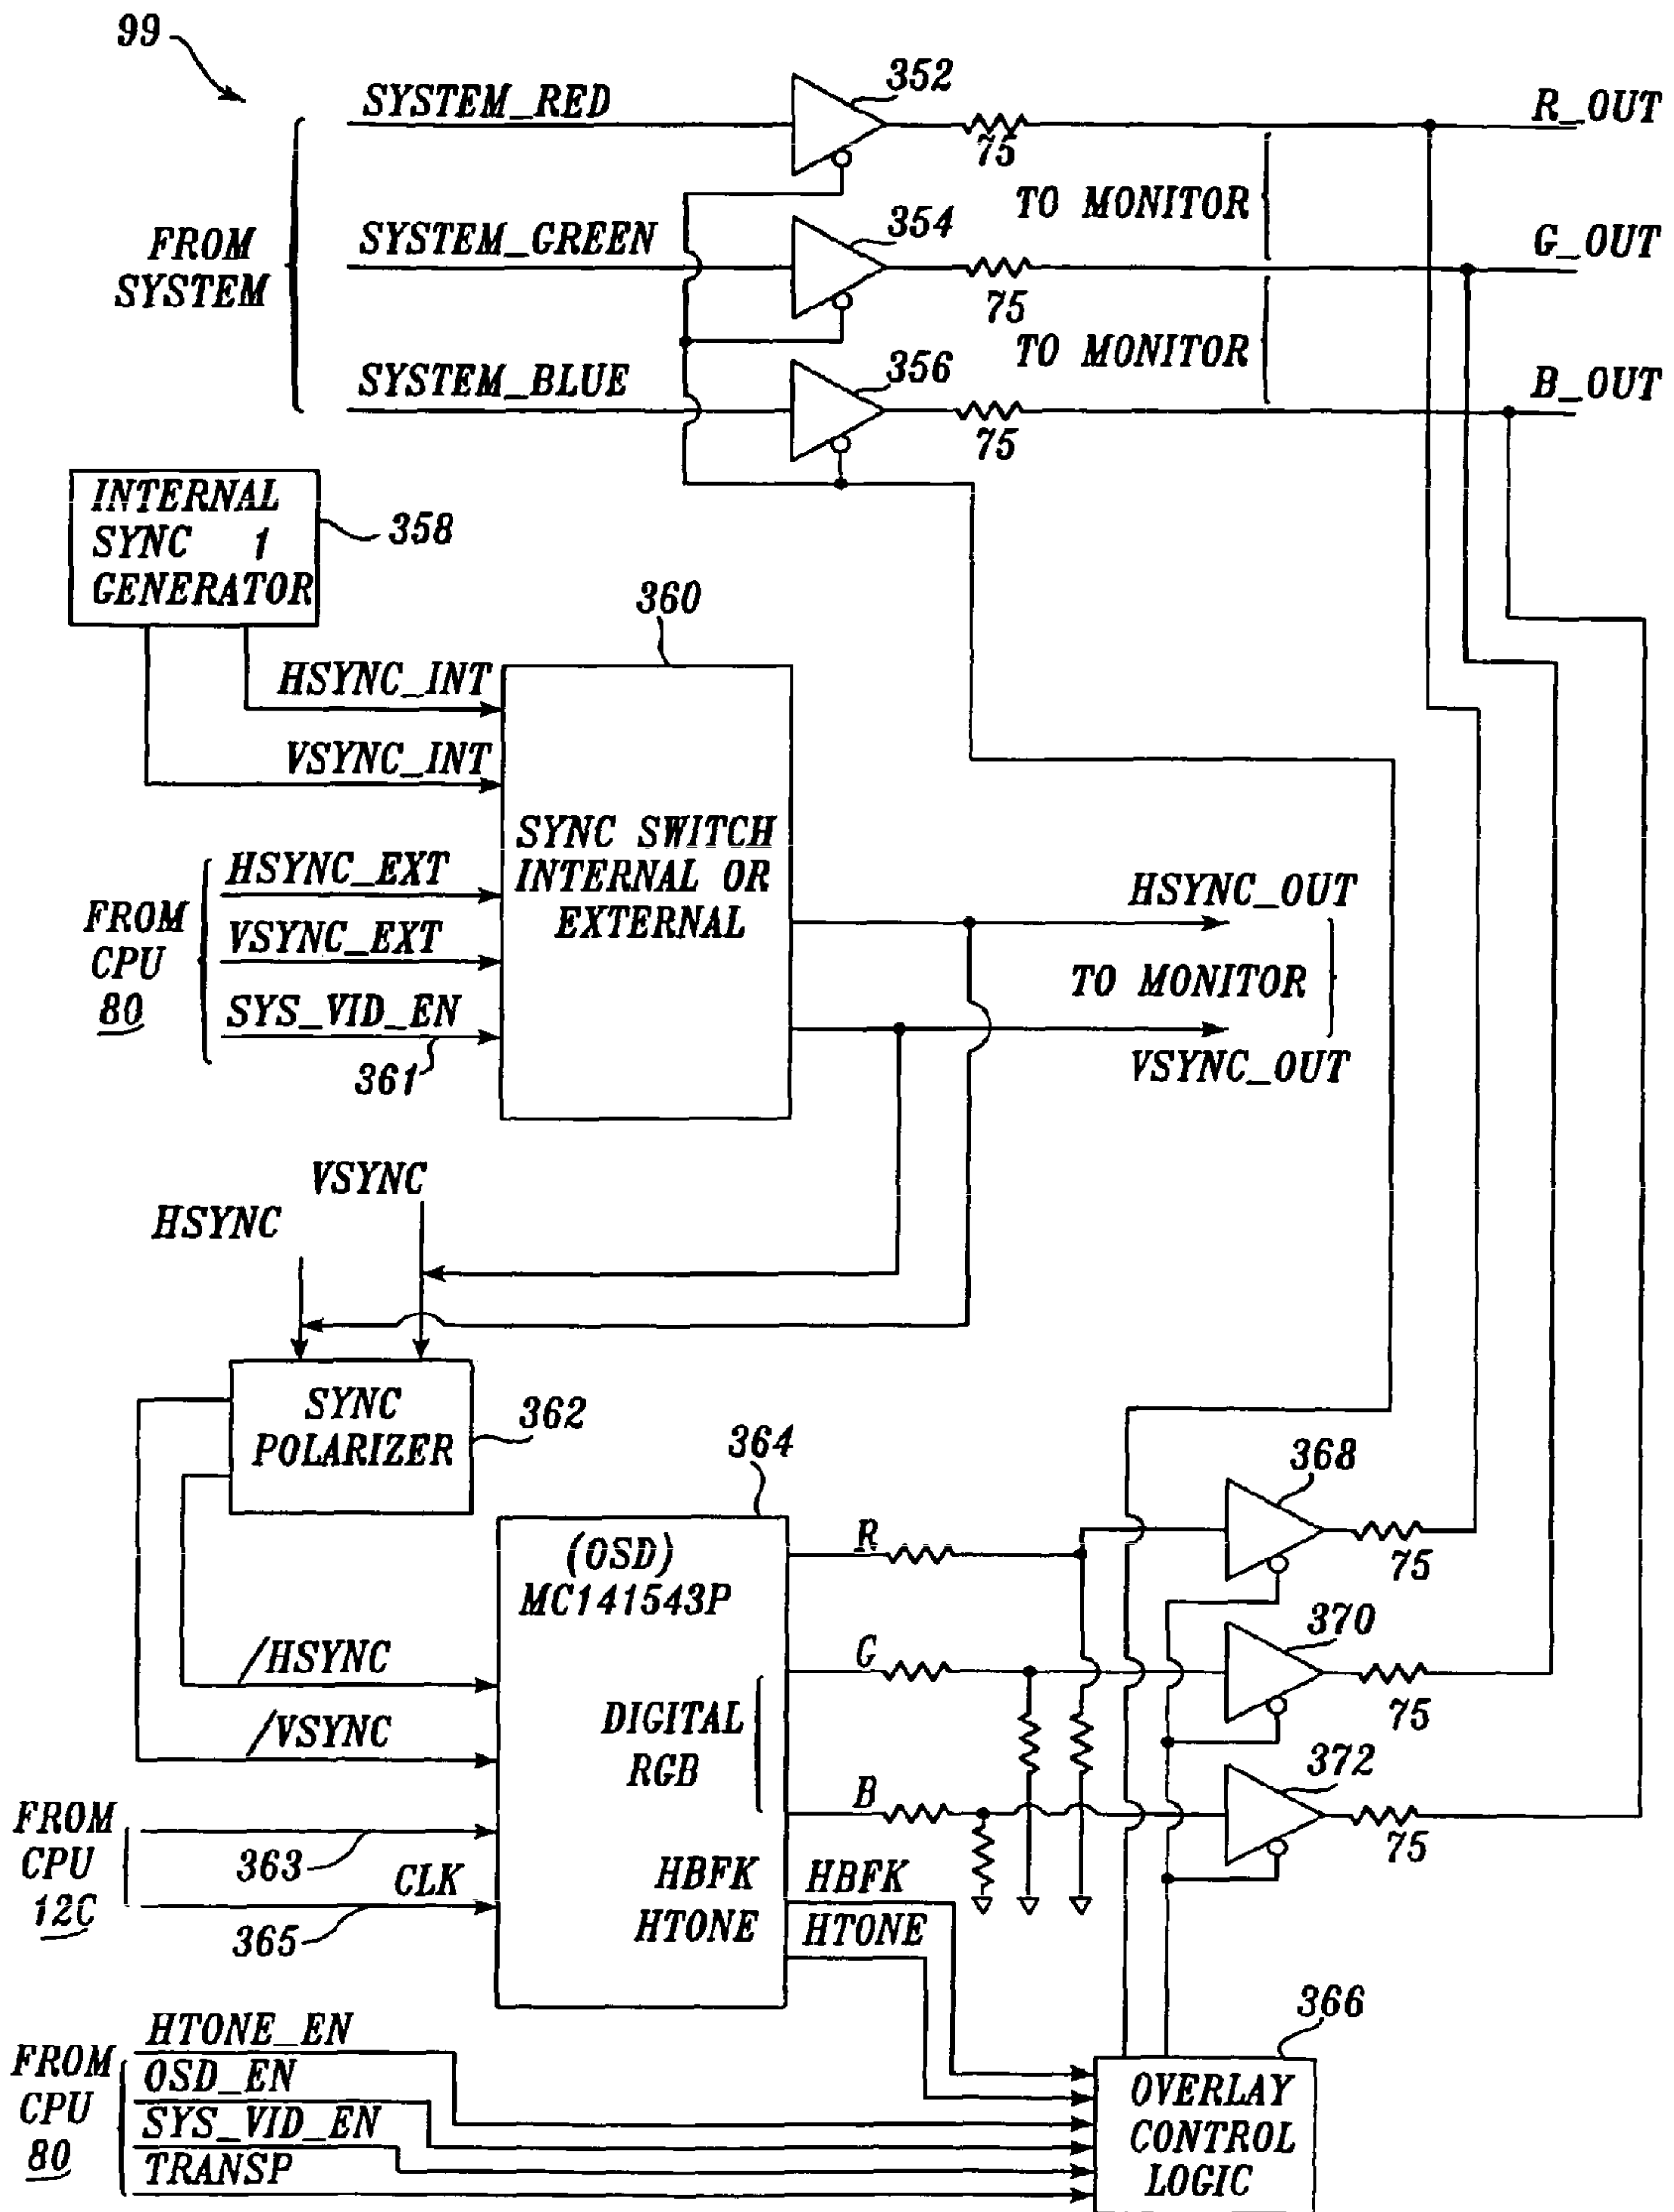 99
352
SYSTEM_RED
R_OUT
75
TO MONITOR
FROM
SYSTEM
SYSTEM_GREEN
354
G_OUT
75
TO MONITOR
SYSTEM_BLUE
356
B_OUT
75
INTERNAL
SYNC 1
GENERATOR
358
360
HSYNC_INT
VSYNC_INT
SYNC SWITCH
INTERNAL OR
EXTERNAL
FROM
CPU
80
HSYNC_EXT
VSYNC_EXT
SYS_VID_EN
361
HSYNC_OUT
TO MONITOR
VSYNC_OUT
VSYNC
HSYNC
SYNC
POLARIZER
362
364
(OSD)
MC141543P
R
368
75
/HSYNC
G
370
75
/VSYNC
DIGITAL
RGB
B
372
75
FROM
CPU
12C
363
CLK
365
HBFK
HTONE
HBFK
HTONE
366
FROM
CPU
80
HTONE_EN
OSD_EN
SYS_VID_EN
TRANSP
OVERLAY
CONTROL
LOGIC